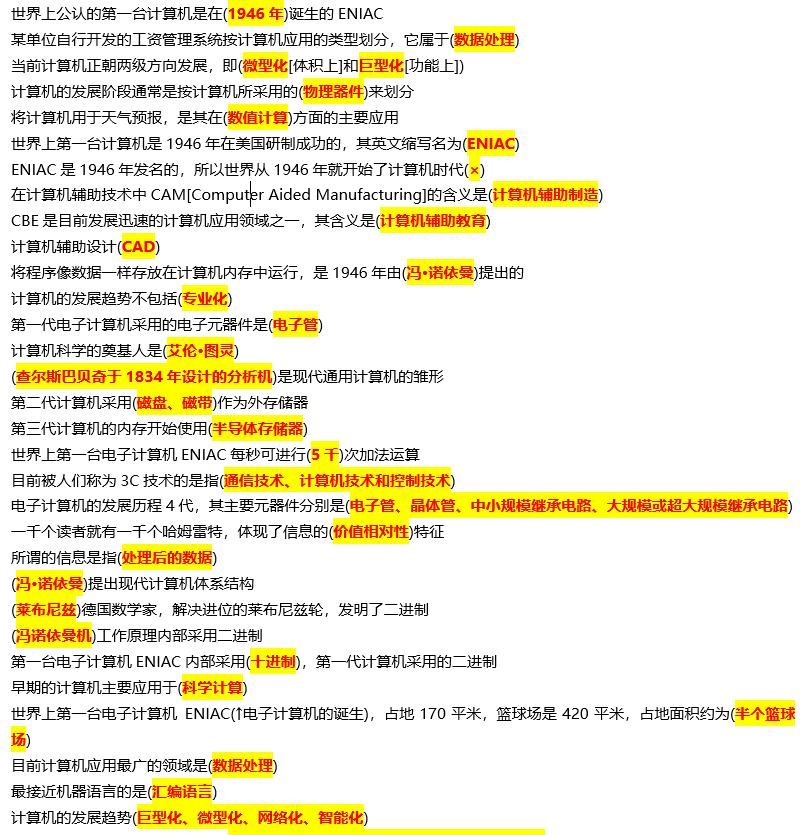 世界上公认的第一台计算机是在(1946 年)诞生的 ENIAC
某单位自行开发的工资管理系统按计算机应用的类型划分，它属于(数据处理)
当前计算机正朝两级方向发展，即(微型化[体积上]和巨型化[功能上])
计算机的发展阶段通常是按计算机所采用的(物理器件)来划分
将计算机用于天气预报，是其在(数值计算)方面的主要应用
世界上第一台计算机是 1946 年在美国研制成功的，其英文缩写名为(ENIAC)
ENIAC 是 1946 年发名的，所以世界从 1946 年就开始了计算机时代(×)
在计算机辅助技术中 CAM[Computer Aided Manufacturing]的含义是(计算机辅助制造)
CBE 是目前发展迅速的计算机应用领域之一，其含义是(计算机辅助教育)
计算机辅助设计(CAD)
将程序像数据一样存放在计算机内存中运行，是 1946 年由(冯•诺依曼)提出的
计算机的发展趋势不包括(专业化)
第一代电子计算机采用的电子元器件是(电子管)
计算机科学的奠基人是(艾伦•图灵)
(查尔斯巴贝奇于 1834 年设计的分析机)是现代通用计算机的雏形
第二代计算机采用(磁盘、磁带)作为外存储器
第三代计算机的内存开始使用(半导体存储器)
世界上第一台电子计算机 ENIAC 每秒可进行(5 千)次加法运算
目前被人们称为 3C 技术的是指(通信技术、计算机技术和控制技术)
电子计算机的发展历程 4 代，其主要元器件分别是(电子管、晶体管、中小规模继承电路、大规模或超大规模继承电路)
一千个读者就有一千个哈姆雷特，体现了信息的(价值相对性)特征
所谓的信息是指(处理后的数据)
(冯•诺依曼)提出现代计算机体系结构
(莱布尼兹)德国数学家，解决进位的莱布尼兹轮，发明了二进制
(冯诺依曼机)工作原理内部采用二进制
第一台电子计算机 ENIAC 内部采用(十进制)，第一代计算机采用的二进制
早期的计算机主要应用于(科学计算)
世界上第一台电子计算机 ENIAC(↑电子计算机的诞生)，占地 170 平米，篮球场是 420 平米，占地面积约为(半个篮球
场)
目前计算机应用最广的领域是(数据处理)
最接近机器语言的是(汇编语言)
计算机的发展趋势(巨型化、微型化、网络化、智能化)